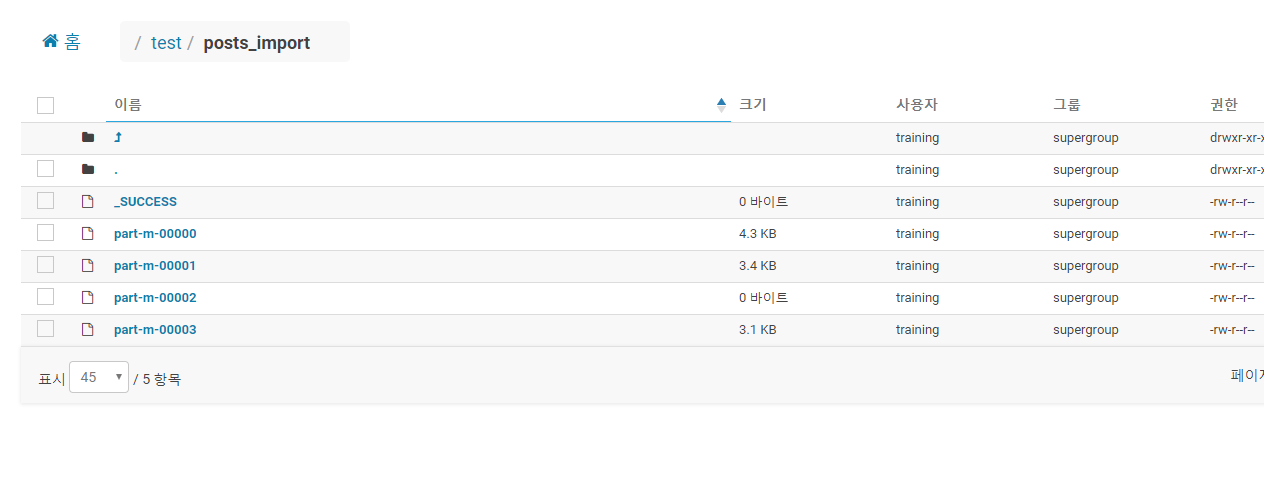 홈 / test / posts_import
이름 크기 사용자 그룹 권한
training supergroup drwxr-xr-x
. training supergroup drwxr-xr-x
_SUCCESS 0 바이트 training supergroup -rw-r--r--
part-m-00000 4.3 KB training supergroup -rw-r--r--
part-m-00001 3.4 KB training supergroup -rw-r--r--
part-m-00002 0 바이트 training supergroup -rw-r--r--
part-m-00003 3.1 KB training supergroup -rw-r--r--
표시 45 / 5 항목 페이지